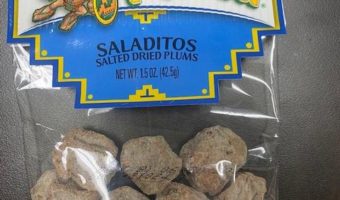 SALADITOS
SALTED DRIED PLUMS
NET WT. 1.5 OZ. (42.5g)